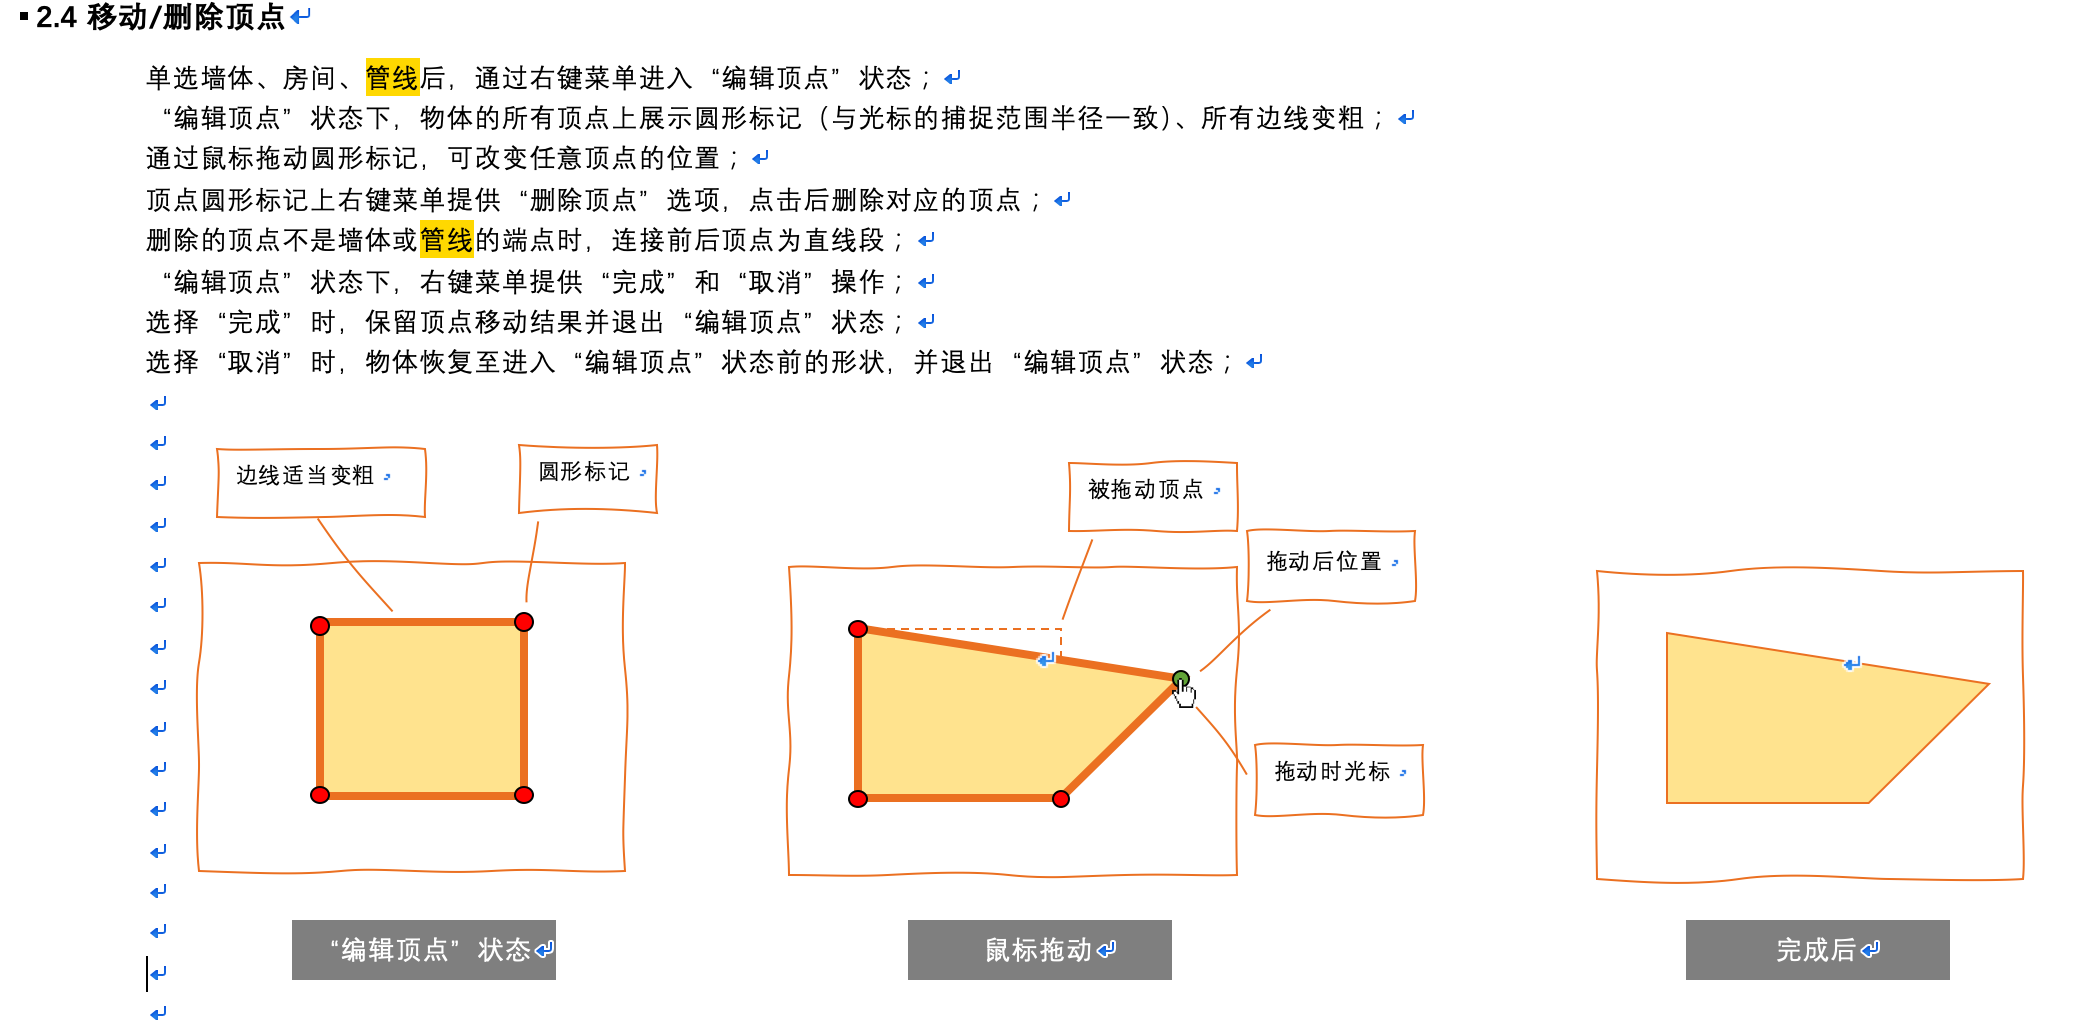 ▪ 2.4 移动/删除顶点
单选墙体、房间、管线后，通过右键菜单进入“编辑顶点”状态；
“编辑顶点”状态下，物体的所有顶点上展示圆形标记（与光标的捕捉范围半径一致）、所有边线变粗；
通过鼠标拖动圆形标记，可改变任意顶点的位置；
顶点圆形标记上右键菜单提供“删除顶点”选项，点击后删除对应的顶点；
删除的顶点不是墙体或管线的端点时，连接前后顶点为直线段；
“编辑顶点”状态下，右键菜单提供“完成”和“取消”操作；
选择“完成”时，保留顶点移动结果并退出“编辑顶点”状态；
选择“取消”时，物体恢复至进入“编辑顶点”状态前的形状，并退出“编辑顶点”状态；
边线适当变粗
圆形标记
被拖动顶点
拖动后位置
拖动时光标
“编辑顶点”状态
鼠标拖动
完成后